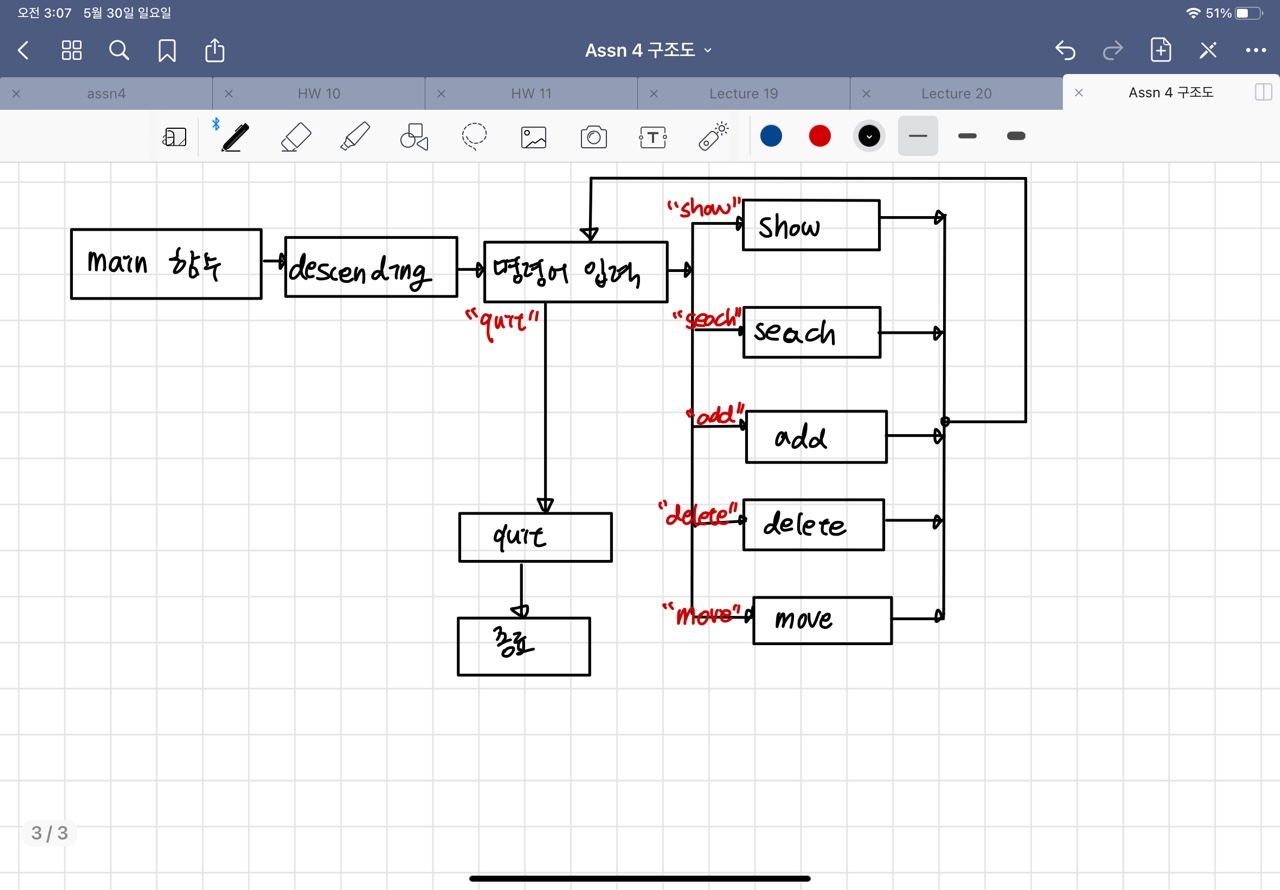 오전 3:07 5월 30일 일요일
51%
Assn 4 구조도
assn4
HW 10
HW 11
Lecture 19
Lecture 20
Assn 4 구조도
T
main 함수
descending
명령어 입력
"show"
show
"quit"
"seach"
seach
"add"
add
"delete"
delete
quit
"move"
move
종료
3 / 3